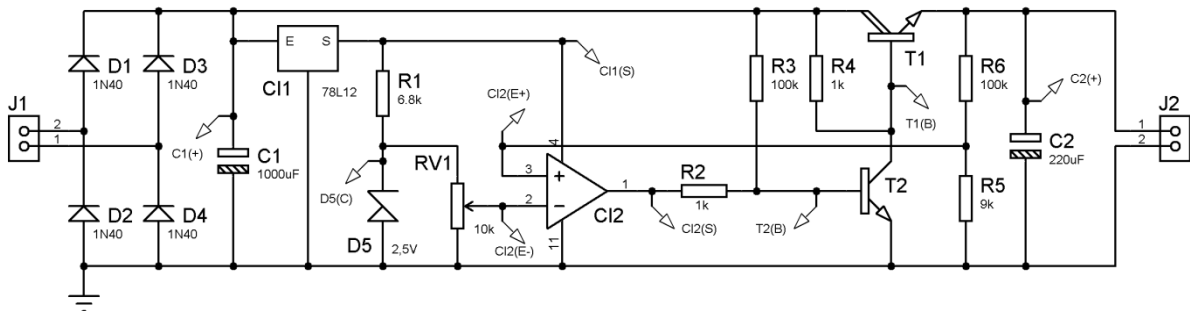 J1
2
1
D1
1N40
D3
1N40
D2
1N40
D4
1N40
C1(+)
C1
1000uF
E
S
CI1
78L12
R1
6.8k
D5(C)
D5
2,5V
RV1
10k
CI2(E+)
CI1(S)
3
2
4
11
1
CI2
CI2(E-)
CI2(S)
R2
1k
T2(B)
R3
100k
R4
1k
T1
T1(B)
T2
R6
100k
R5
9k
C2(+)
C2
220uF
J2
1
2